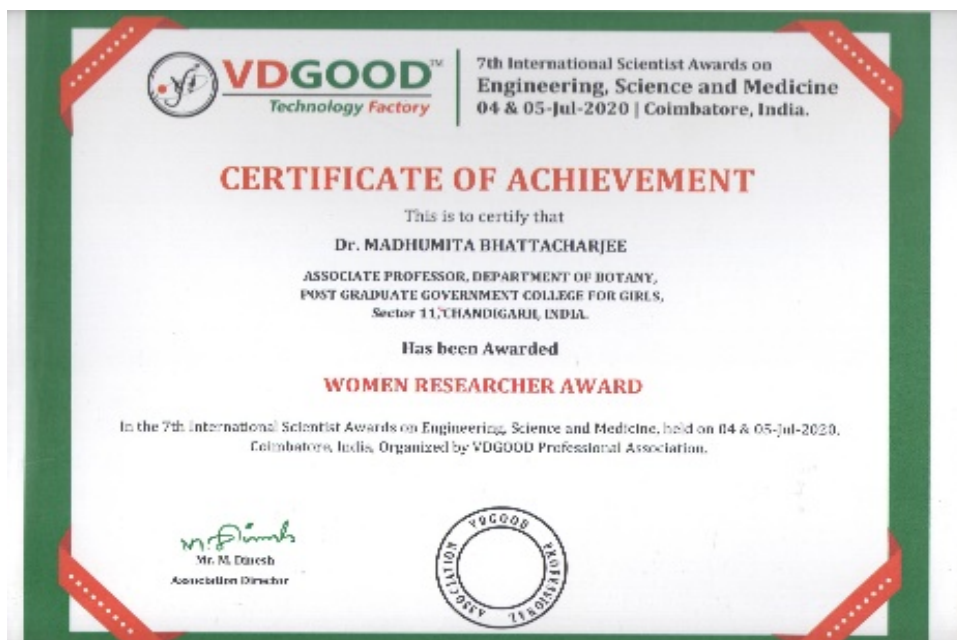 VDGOOD™
Technology Factory
7th International Scientist Awards on
Engineering, Science and Medicine
04 & 05-Jul-2020 | Coimbatore, India.
CERTIFICATE OF ACHIEVEMENT
This is to certify that
Dr. MADHUMITA BHATTACHARJEE
ASSOCIATE PROFESSOR, DEPARTMENT OF BOTANY,
POST GRADUATE GOVERNMENT COLLEGE FOR GIRLS,
Sector 11, CHANDIGARH, INDIA.
Has been Awarded
WOMEN RESEARCHER AWARD
In the 7th International Scientist Awards on Engineering, Science and Medicine, held on 04 & 05-Jul-2020,
Coimbatore, India, Organized by VDGOOD Professional Association.
M. Dinesh
Mr. M. Dinesh
Association Director
VDGOOD PROFESSIONAL ASSOCIATION